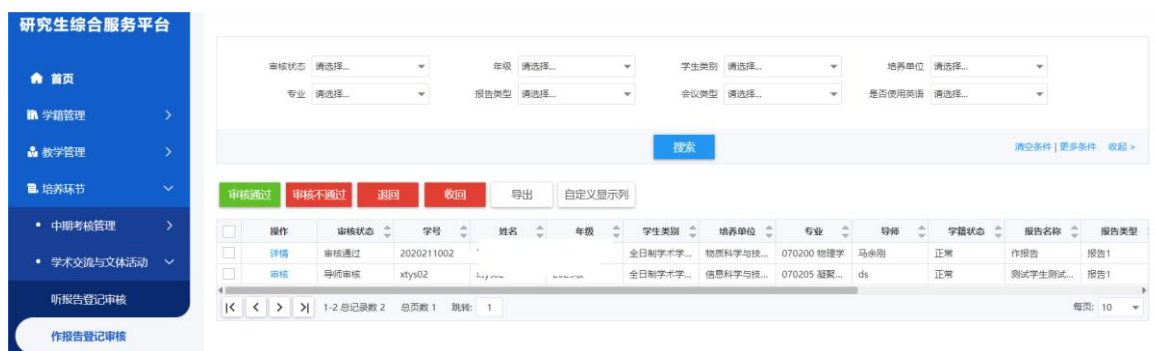 研究生综合服务平台
首页
学籍管理
教学管理
培养环节
中期考核管理
学术交流与文体活动
听报告登记审核
作报告登记审核
审核状态 请选择... 年级 请选择... 学生类别 请选择... 培养单位 请选择...
专业 请选择... 报告类型 请选择... 会议类型 请选择... 是否使用英语 请选择...
搜索 清空条件 | 更多条件 收起 >
审核通过 审核不通过 退回 收回 导出 自定义显示列
操作 审核状态 学号 姓名 年级 学生类别 培养单位 专业 导师 学籍状态 报告名称 报告类型
详情 审核通过 2020211002 全日制学术学... 物质科学与技... 070200 物理学 马余刚 正常 作报告 报告1
审核 导师审核 xtys02 全日制学术学... 信息科学与技... 070205 凝聚... ds 正常 测试学生测试... 报告1
1-2 总记录数 2 总页数 1 跳转: 1 每页: 10